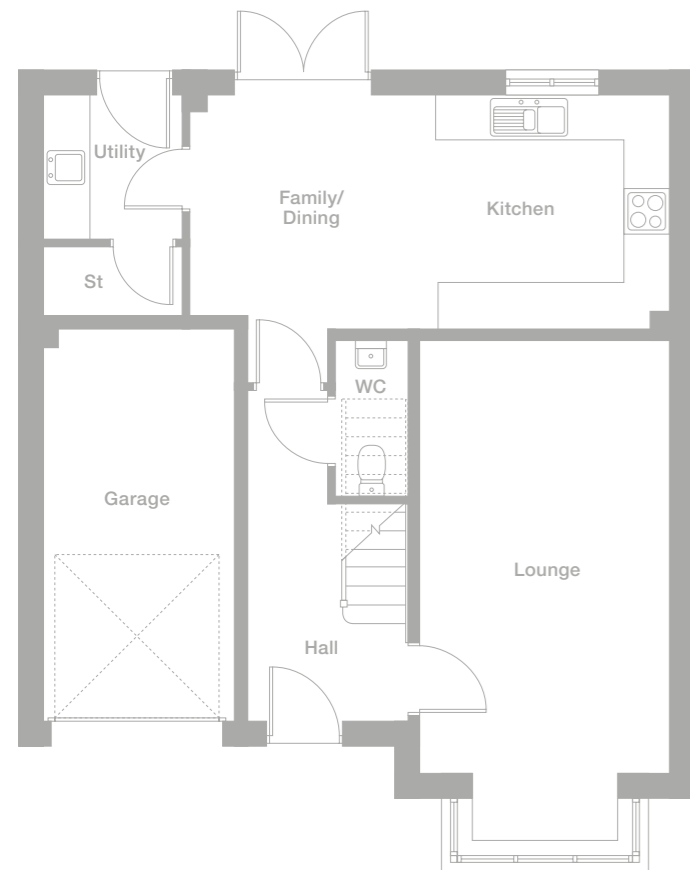 Utility
Family/
Dining
Kitchen
St
WC
Garage
Lounge
Hall